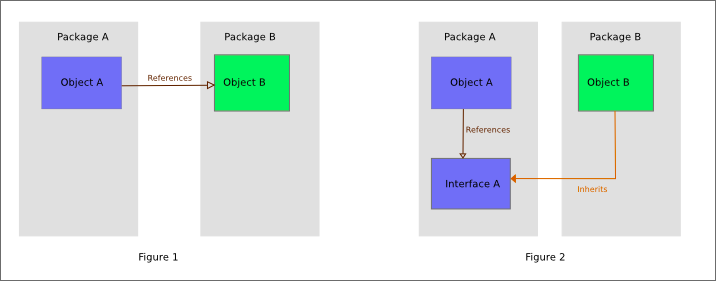 Package A
Package B
Object A
References
Object B
Figure 1
Package A
Package B
Object A
Object B
References
Interface A
Inherits
Figure 2